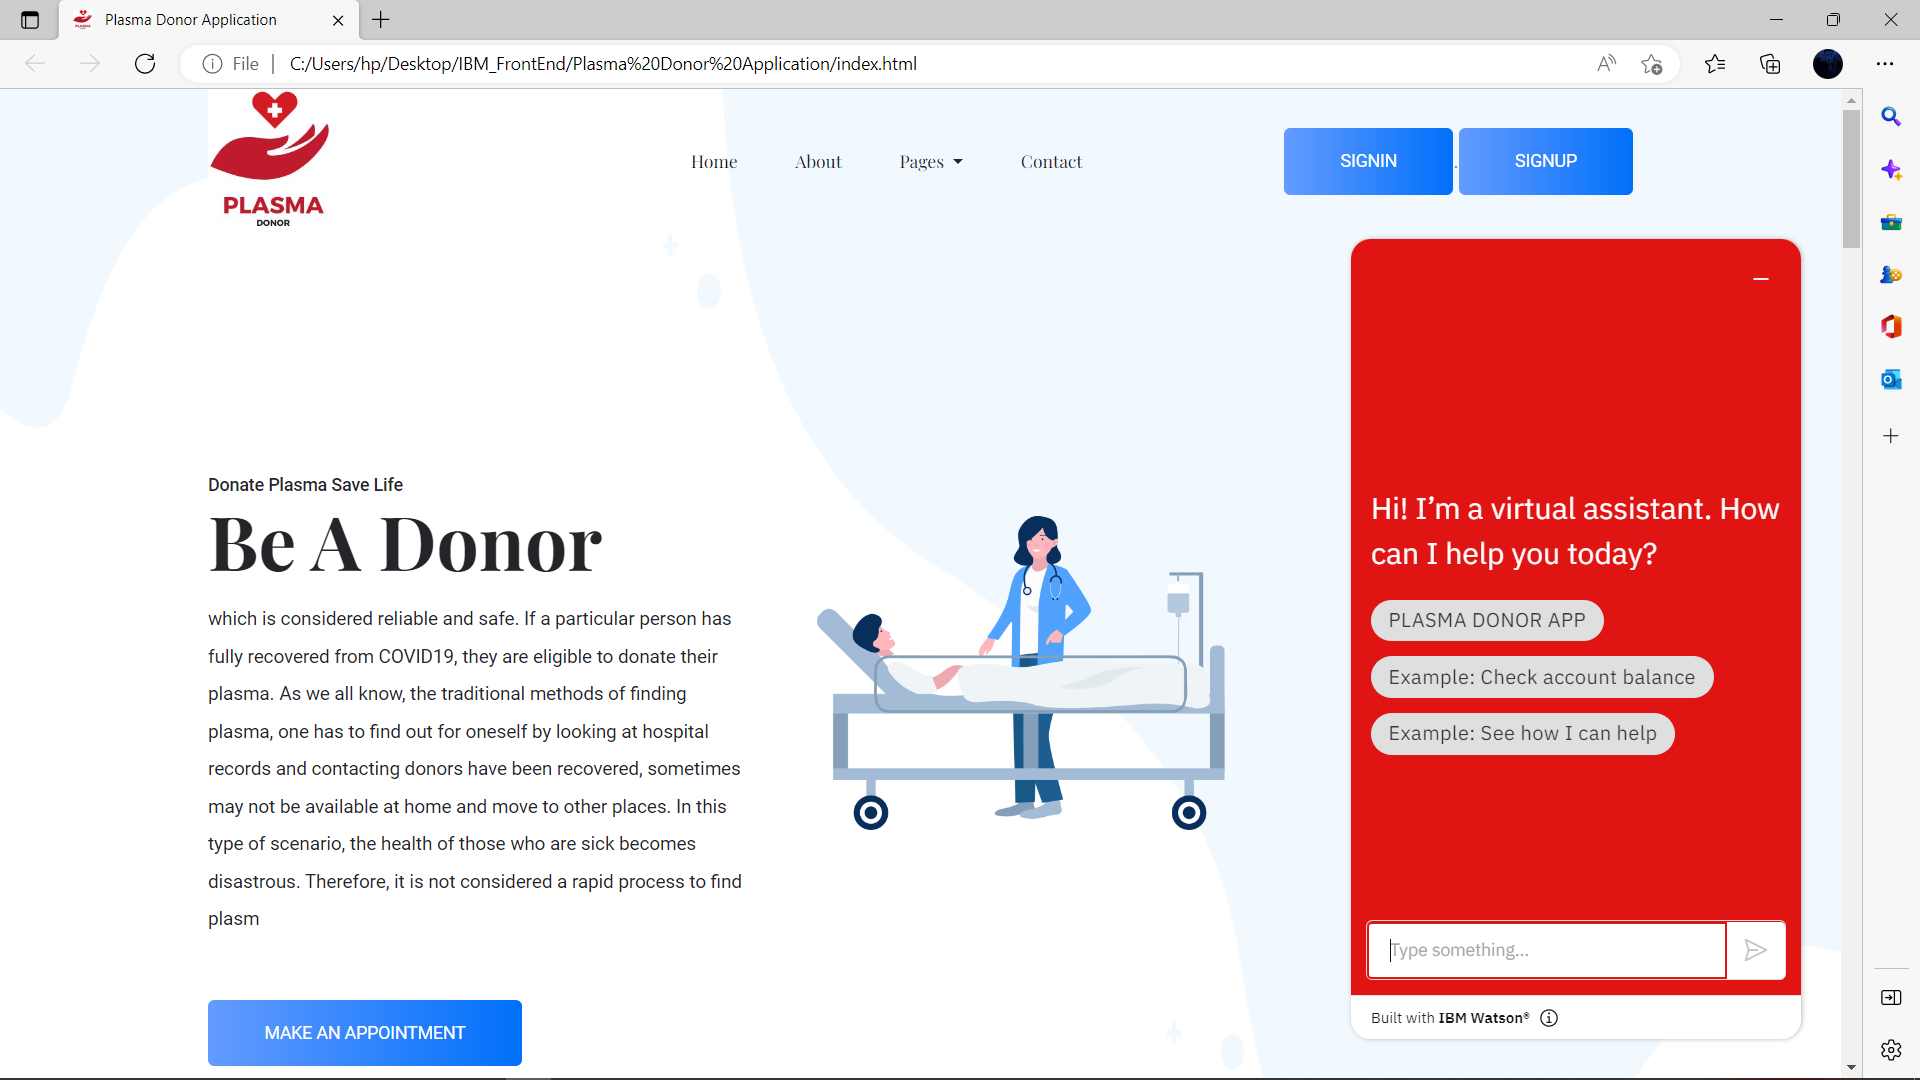 Plasma Donor Application
File
C:/Users/hp/Desktop/IBM_FrontEnd/Plasma%20Donor%20Application/index.html
PLASMA
DONOR
Home
About
Pages
Contact
SIGNIN
.
SIGNUP
Donate Plasma Save Life
Be A Donor
which is considered reliable and safe. If a particular person has
fully recovered from COVID19, they are eligible to donate their
plasma. As we all know, the traditional methods of finding
plasma, one has to find out for oneself by looking at hospital
records and contacting donors have been recovered, sometimes
may not be available at home and move to other places. In this
type of scenario, the health of those who are sick becomes
disastrous. Therefore, it is not considered a rapid process to find
plasm
MAKE AN APPOINTMENT
Hi! I’m a virtual assistant. How
can I help you today?
PLASMA DONOR APP
Example: Check account balance
Example: See how I can help
Type something...
Built with IBM Watson®